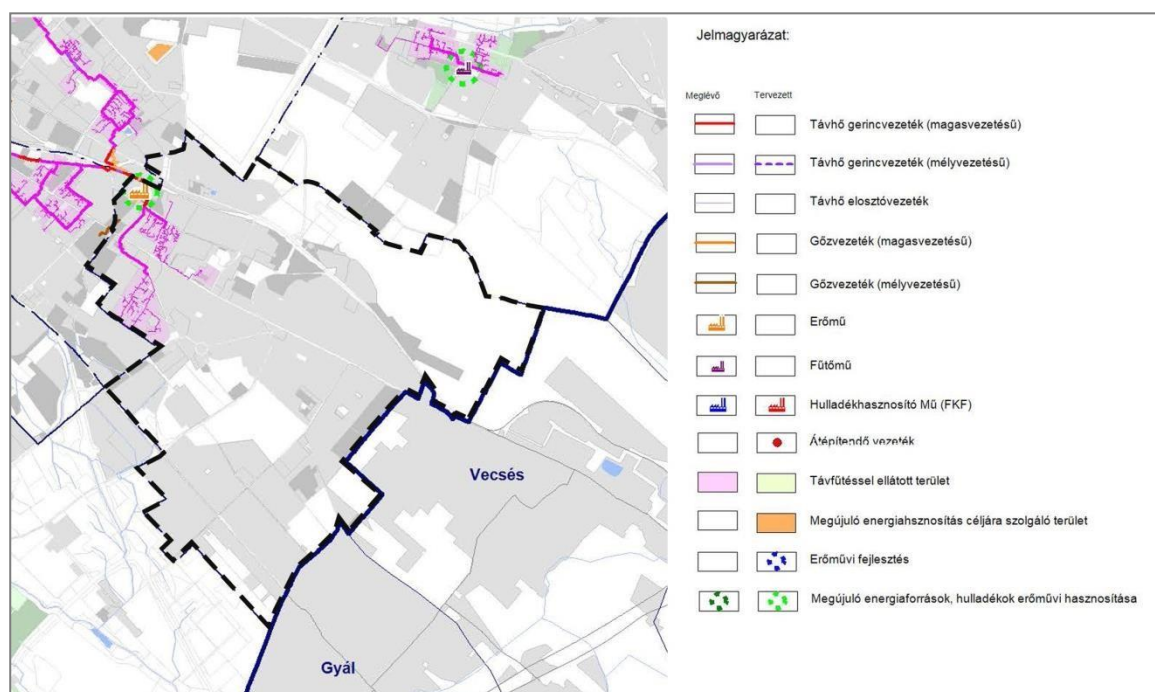 Jelmagyarázat:
Meglévő Tervezett
Távhő gerincvezeték (magasvezetésű)
Távhő gerincvezeték (mélyvezetésű)
Távhő elosztóvezeték
Gőzvezeték (magasvezetésű)
Gőzvezeték (mélyvezetésű)
Erőmű
Fűtőmű
Hulladékhasznosító Mű (FKF)
Átépítendő vezeték
Távfűtéssel ellátott terület
Megújuló energiahsznosítás céljára szolgáló terület
Erőművi fejlesztés
Megújuló energiaforrások, hulladékok erőművi hasznosítása
Vecsés
Gyál